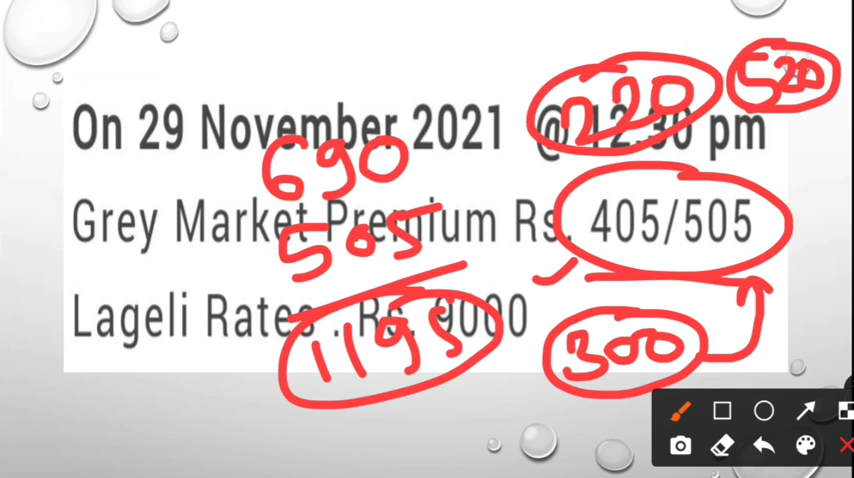 On 29 November 2021 @ 12.30 pm
220
520
690
Grey Market Premium Rs. 405/505
505
Lageli Rates . Rs. 9000
1195
300